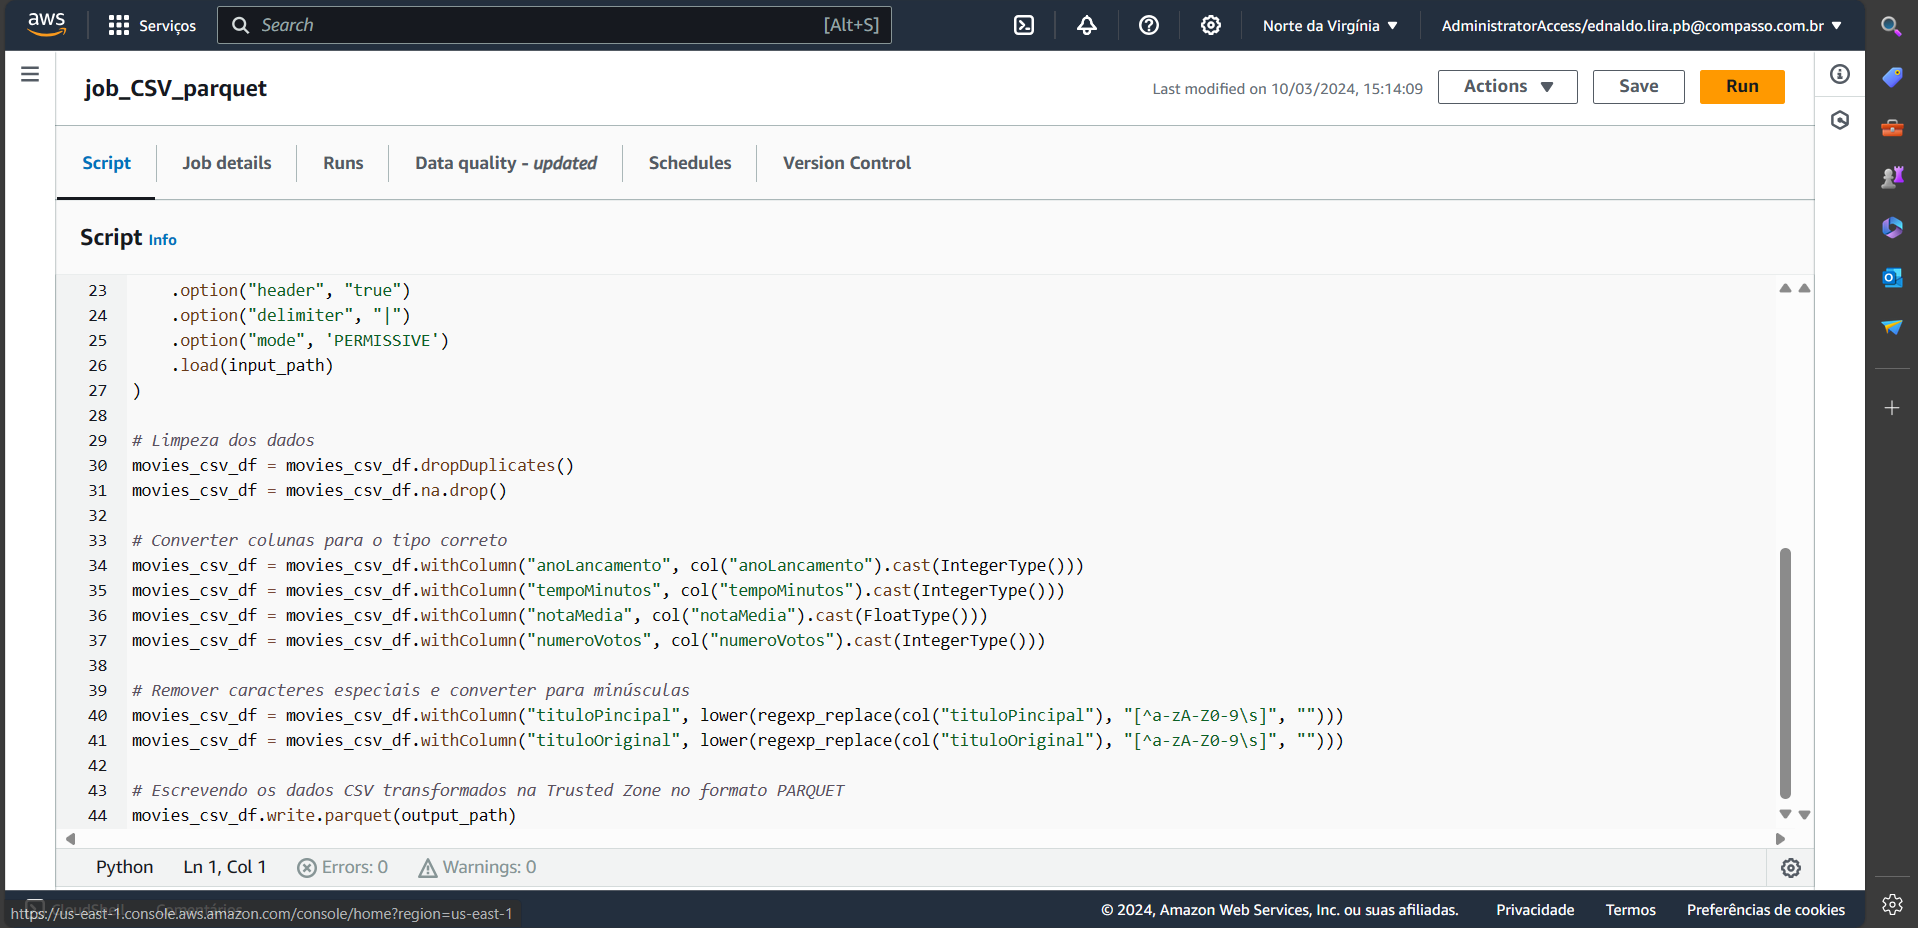 aws
Serviços
Search
[Alt+S]
Norte da Virgínia
AdministratorAccess/ednaldo.lira.pb@compasso.com.br
job_CSV_parquet
Last modified on 10/03/2024, 15:14:09
Actions
Save
Run
Script
Job details
Runs
Data quality - updated
Schedules
Version Control
Script Info
23 .option("header", "true")
24 .option("delimiter", "|")
25 .option("mode", 'PERMISSIVE')
26 .load(input_path)
27 )
28
29 # Limpeza dos dados
30 movies_csv_df = movies_csv_df.dropDuplicates()
31 movies_csv_df = movies_csv_df.na.drop()
32
33 # Converter colunas para o tipo correto
34 movies_csv_df = movies_csv_df.withColumn("anoLancamento", col("anoLancamento").cast(IntegerType()))
35 movies_csv_df = movies_csv_df.withColumn("tempoMinutos", col("tempoMinutos").cast(IntegerType()))
36 movies_csv_df = movies_csv_df.withColumn("notaMedia", col("notaMedia").cast(FloatType()))
37 movies_csv_df = movies_csv_df.withColumn("numeroVotos", col("numeroVotos").cast(IntegerType()))
38
39 # Remover caracteres especiais e converter para minúsculas
40 movies_csv_df = movies_csv_df.withColumn("tituloPincipal", lower(regexp_replace(col("tituloPincipal"), "[^a-zA-Z0-9\s]", "")))
41 movies_csv_df = movies_csv_df.withColumn("tituloOriginal", lower(regexp_replace(col("tituloOriginal"), "[^a-zA-Z0-9\s]", "")))
42
43 # Escrevendo os dados CSV transformados na Trusted Zone no formato PARQUET
44 movies_csv_df.write.parquet(output_path)
Python
Ln 1, Col 1
Errors: 0
Warnings: 0
CloudShell
Comentários
https://us-east-1.console.aws.amazon.com/console/home?region=us-east-1
© 2024, Amazon Web Services, Inc. ou suas afiliadas.
Privacidade
Termos
Preferências de cookies